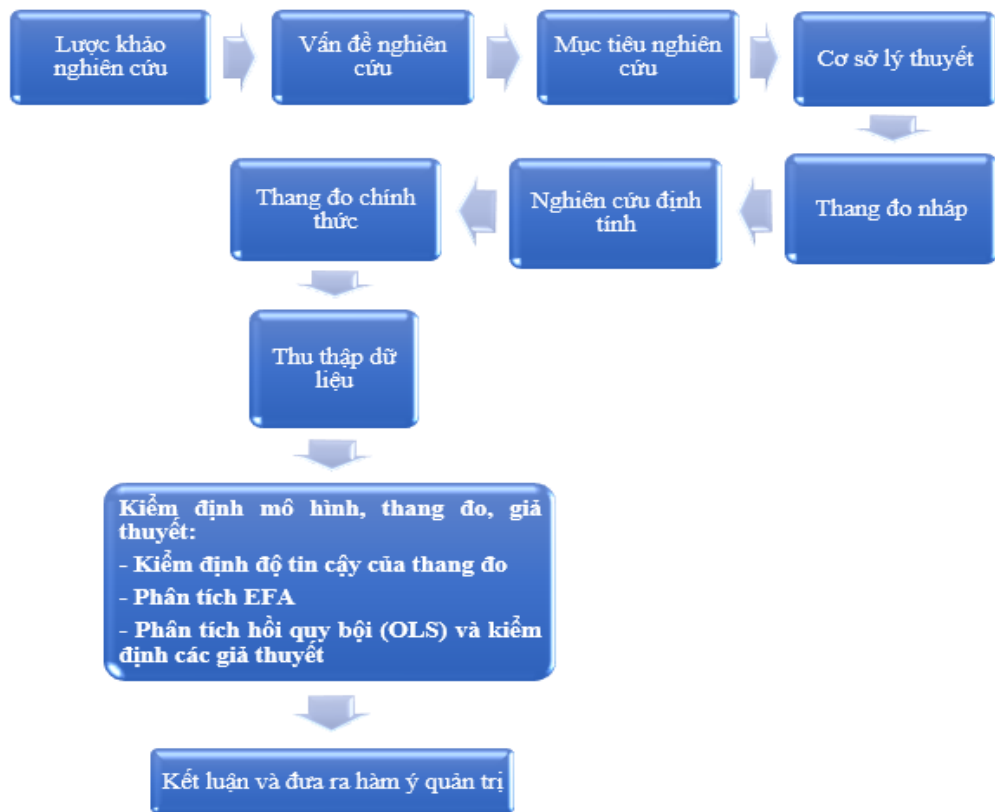 Lược khảo
nghiên cứu
Vấn đề nghiên
cứu
Mục tiêu nghiên
cứu
Cơ sở lý thuyết
Thang đo nháp
Nghiên cứu định
tính
Thang đo chính
thức
Thu thập dữ
liệu
Kiểm định mô hình, thang đo, giả
thuyết:
- Kiểm định độ tin cậy của thang đo
- Phân tích EFA
- Phân tích hồi quy bội (OLS) và kiểm
định các giả thuyết
Kết luận và đưa ra hàm ý quản trị